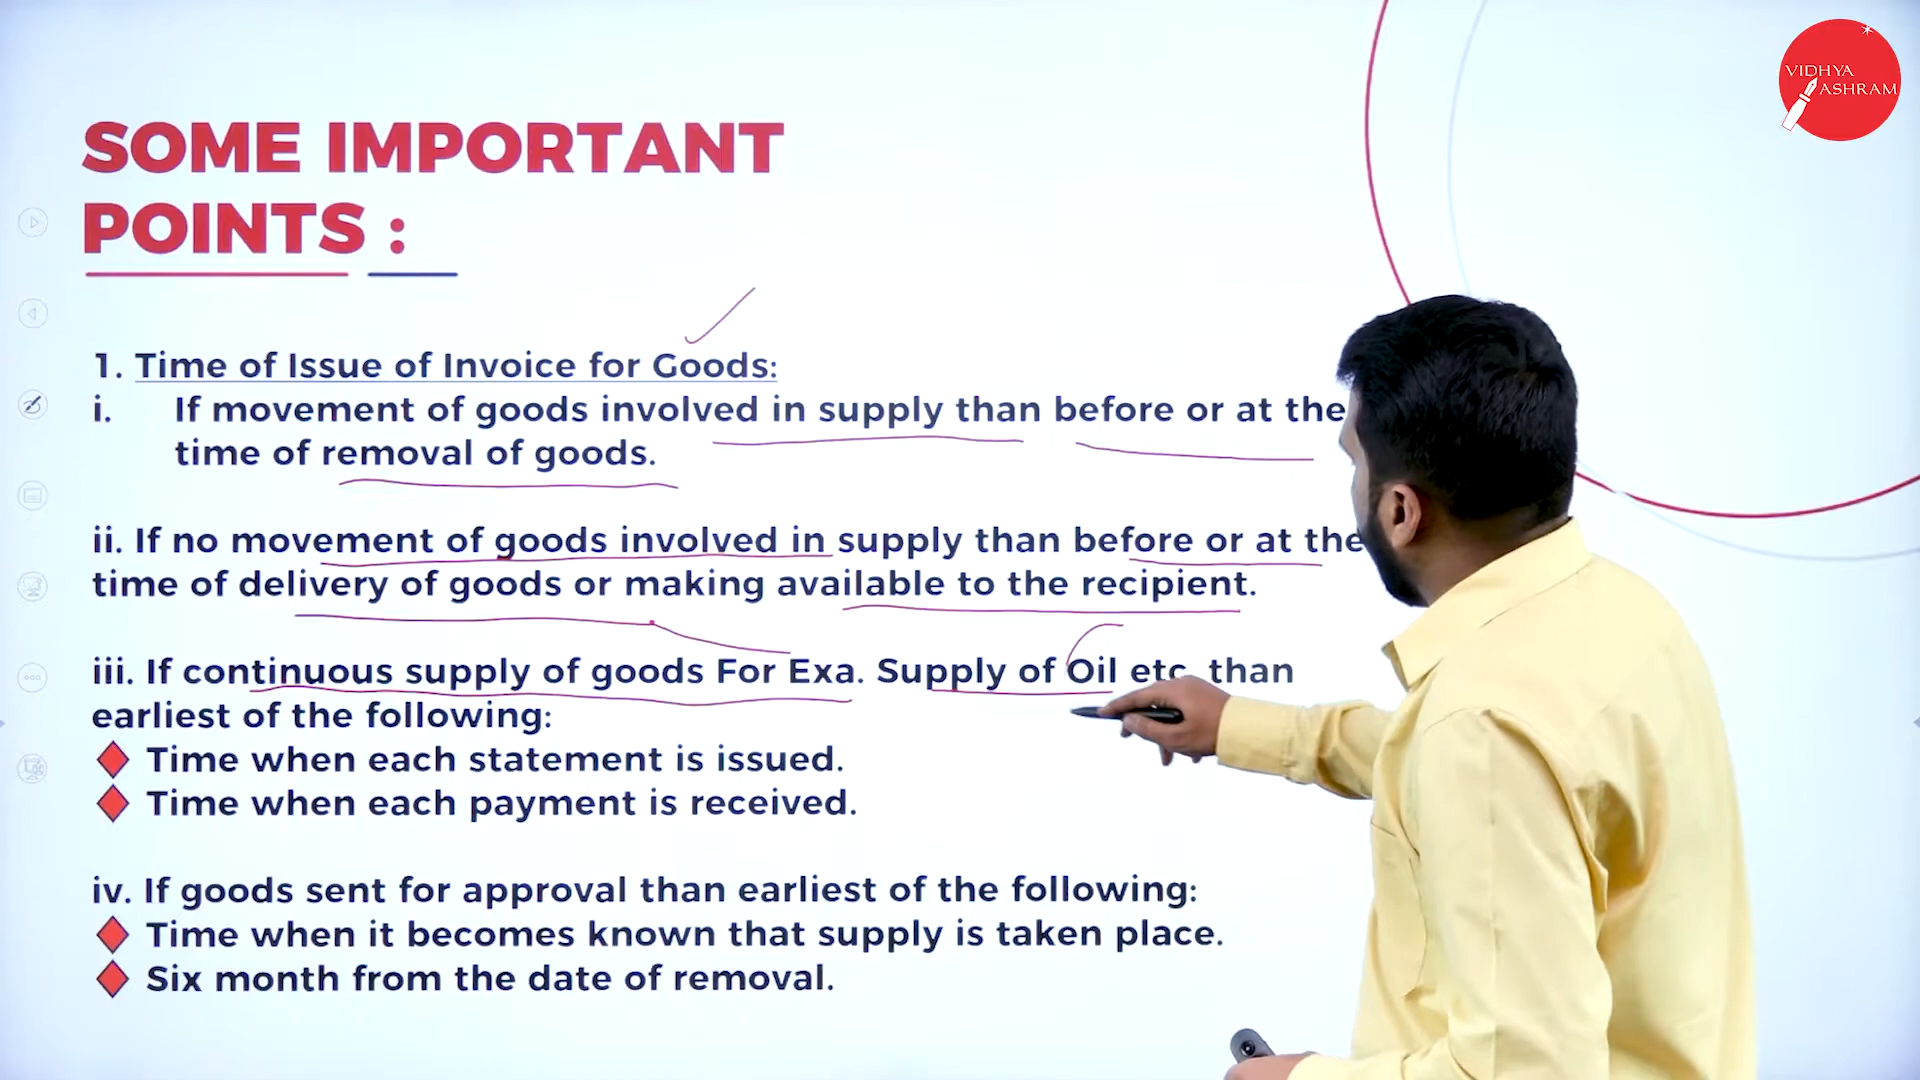 VIDHYA
ASHRAM
SOME IMPORTANT
POINTS :
1. Time of Issue of Invoice for Goods:
i. If movement of goods involved in supply than before or at the
time of removal of goods.
ii. If no movement of goods involved in supply than before or at the
time of delivery of goods or making available to the recipient.
iii. If continuous supply of goods For Exa. Supply of Oil etc. than
earliest of the following:
Time when each statement is issued.
Time when each payment is received.
iv. If goods sent for approval than earliest of the following:
Time when it becomes known that supply is taken place.
Six month from the date of removal.